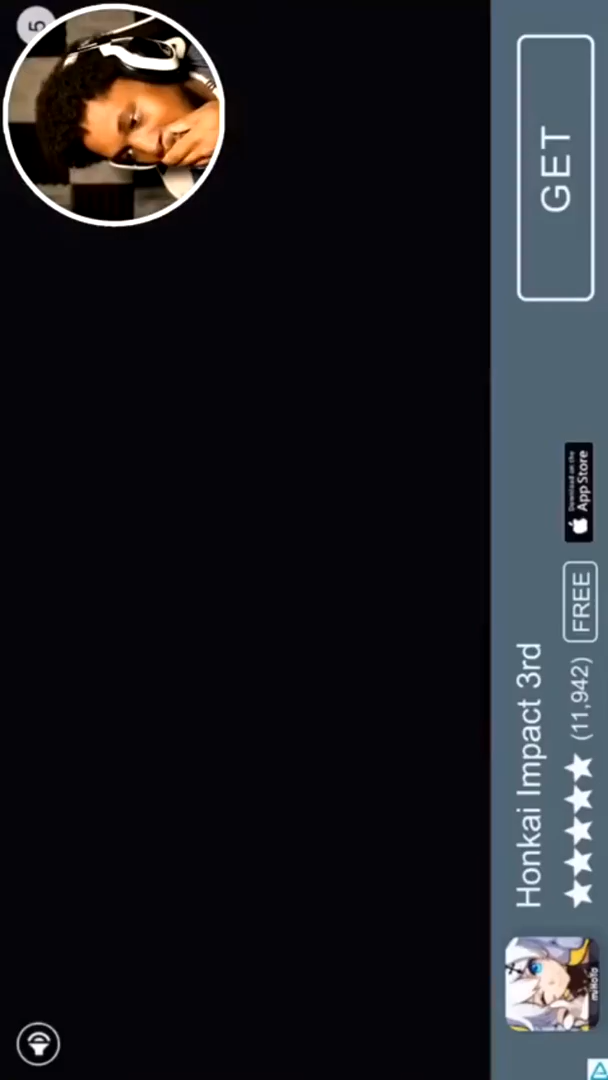 5
Honkai Impact 3rd
(11,942)
FREE
Download on the
App Store
GET
miHoYo